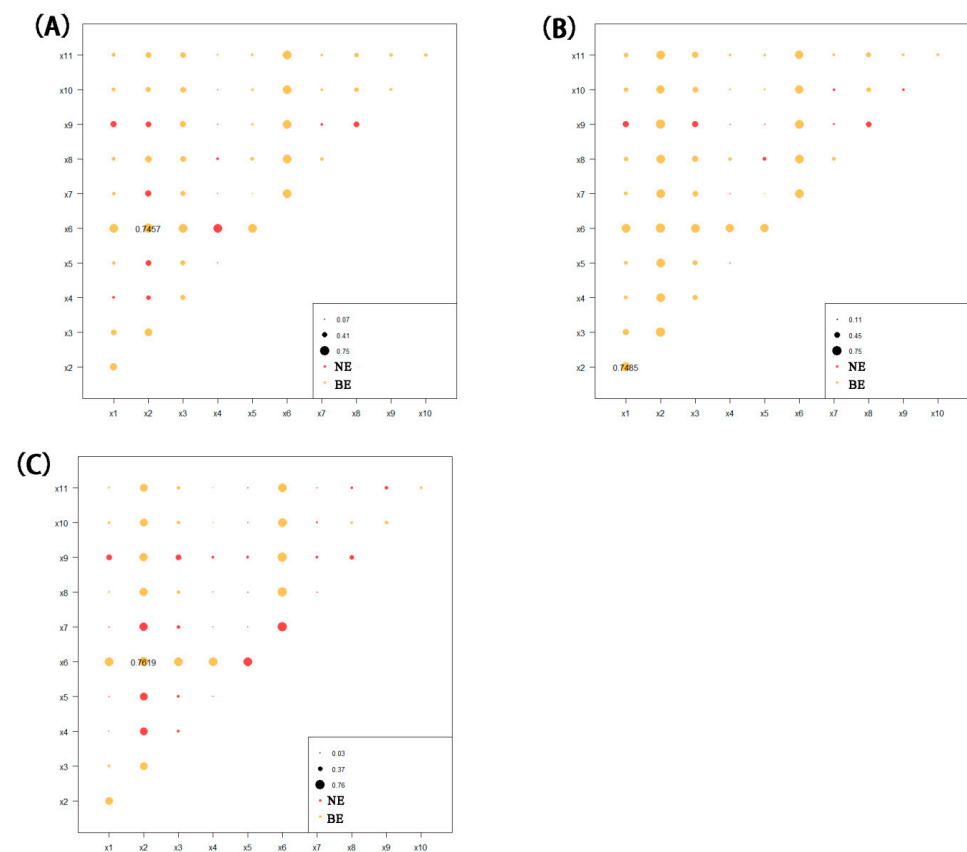 (A)
x11
x10
x9
x8
x7
x6
x5
x4
x3
x2
0.7457
0.07
0.41
0.75
NE
BE
x1 x2 x3 x4 x5 x6 x7 x8 x9 x10
(B)
x11
x10
x9
x8
x7
x6
x5
x4
x3
x2
0.7485
0.11
0.45
0.75
NE
BE
x1 x2 x3 x4 x5 x6 x7 x8 x9 x10
(C)
x11
x10
x9
x8
x7
x6
x5
x4
x3
x2
0.7619
0.03
0.37
0.76
NE
BE
x1 x2 x3 x4 x5 x6 x7 x8 x9 x10